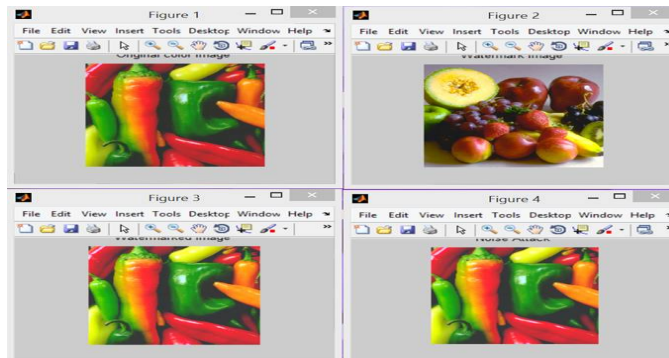 Figure 1
File Edit View Insert Tools Desktop Window Help
Original color image
Figure 2
File Edit View Insert Tools Desktop Window Help
Watermark image
Figure 3
File Edit View Insert Tools Desktop Window Help
Watermarked image
Figure 4
File Edit View Insert Tools Desktop Window Help
Noise Attack